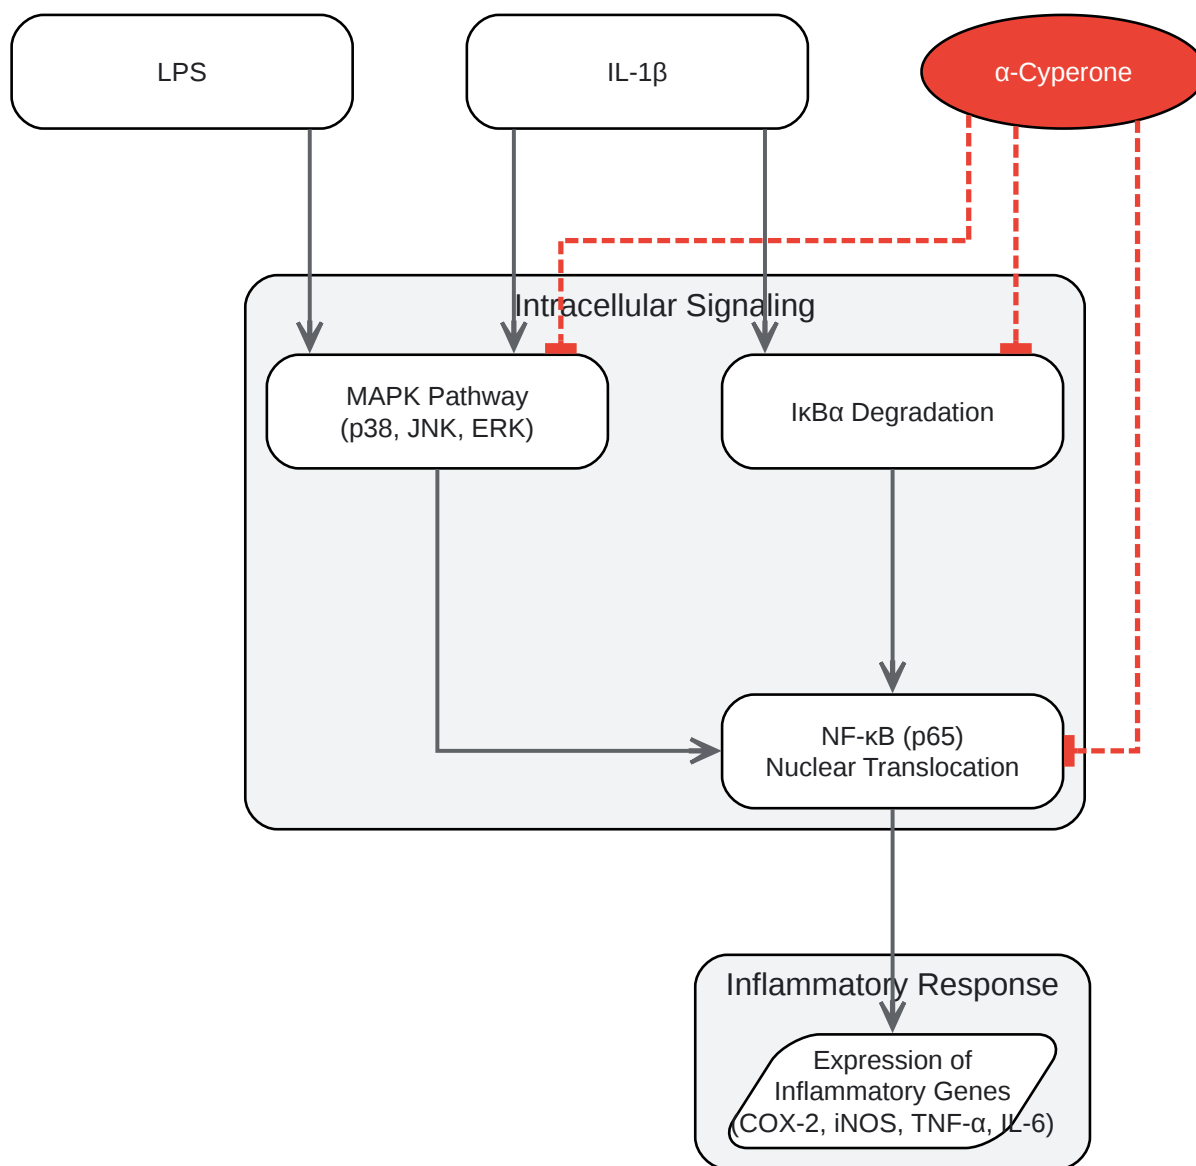 LPS
IL-1β
α-Cyperone
Intracellular Signaling
MAPK Pathway
(p38, JNK, ERK)
IκBα Degradation
NF-κB (p65)
Nuclear Translocation
Inflammatory Response
Expression of
Inflammatory Genes
(COX-2, iNOS, TNF-α, IL-6)